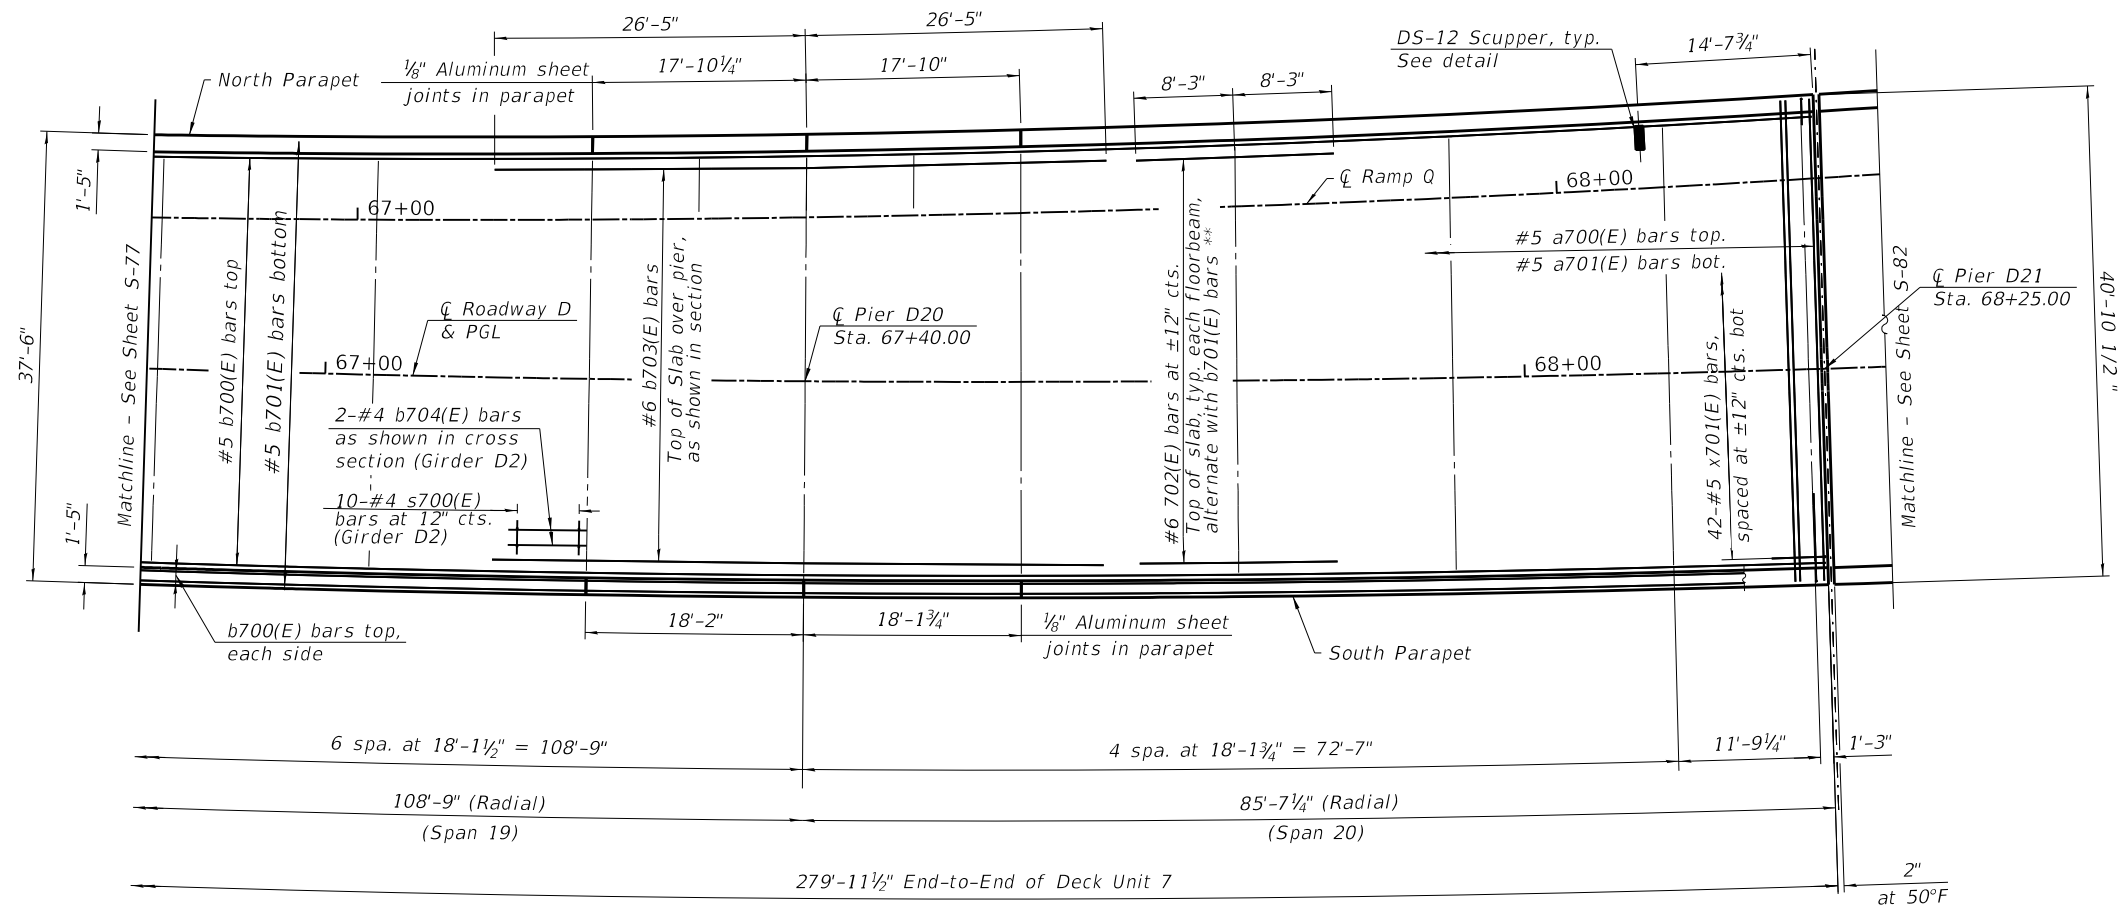 26'-5"
26'-5"
DS-12 Scupper, typ.
See detail
14'-7¾"
North Parapet
⅛" Aluminum sheet
joints in parapet
17'-10¼"
17'-10"
8'-3"
8'-3"
1'-5"
37'-6"
1'-5"
Matchline - See Sheet S-77
#5 b700(E) bars top
#5 b701(E) bars bottom
67+00
℄ Ramp Q
68+00
#5 a700(E) bars top.
#5 a701(E) bars bot.
℄ Roadway D
& PGL
67+00
#6 b703(E) bars
Top of Slab over pier,
as shown in section
℄ Pier D20
Sta. 67+40.00
#6 702(E) bars at ±12" cts.
Top of slab, typ. each floorbeam,
alternate with b701(E) bars **
68+00
42-#5 x701(E) bars,
spaced at ±12" cts. bot
Matchline - See Sheet S-82
℄ Pier D21
Sta. 68+25.00
40'-10 1/2 "
2-#4 b704(E) bars
as shown in cross
section (Girder D2)
10-#4 s700(E)
bars at 12" cts.
(Girder D2)
b700(E) bars top,
each side
18'-2"
18'-1¾"
⅛" Aluminum sheet
joints in parapet
South Parapet
6 spa. at 18'-1½" = 108'-9"
4 spa. at 18'-1¾" = 72'-7"
11'-9¼"
1'-3"
108'-9" (Radial)
(Span 19)
85'-7¼" (Radial)
(Span 20)
279'-11½" End-to-End of Deck Unit 7
2"
at 50°F